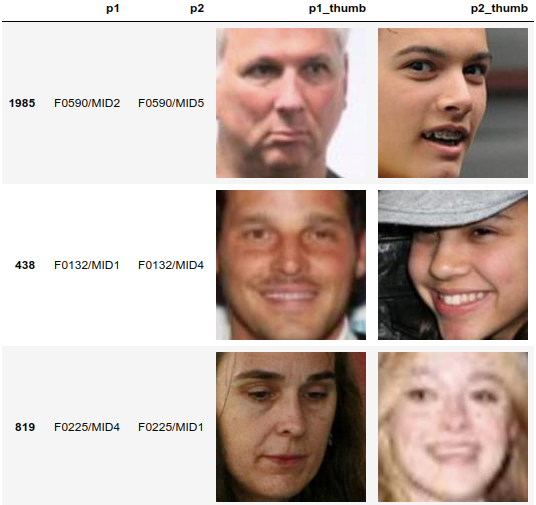 p1 p2 p1_thumb p2_thumb
1985 F0590/MID2 F0590/MID5
438 F0132/MID1 F0132/MID4
819 F0225/MID4 F0225/MID1